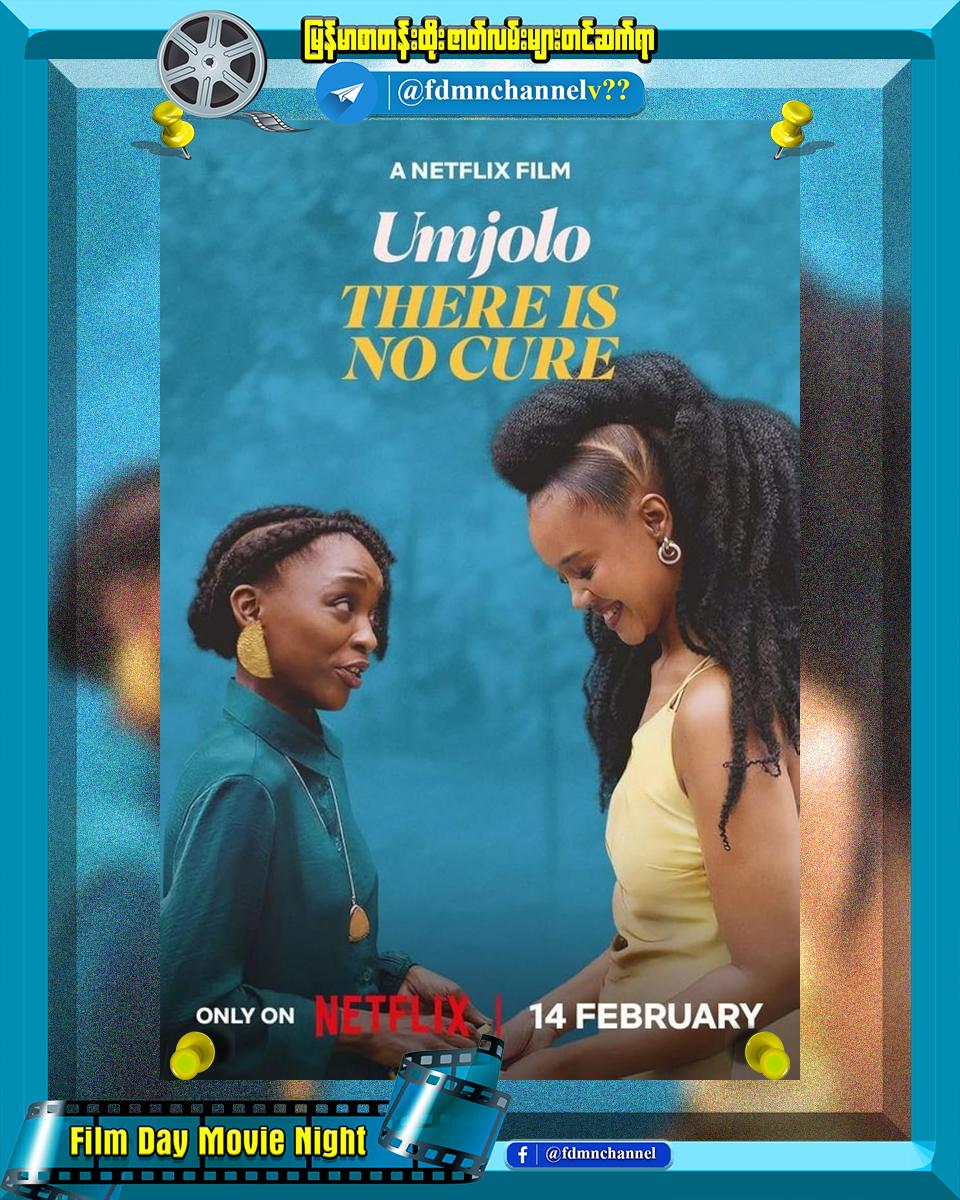 မြန်မာစာတန်းထိုး ဇာတ်လမ်းများတင်ဆက်ရာ
@fdmnchannelv??
A NETFLIX FILM
Umjolo
THERE IS
NO CURE
ONLY ON NETFLIX | 14 FEBRUARY
Film Day Movie Night
@fdmnchannel